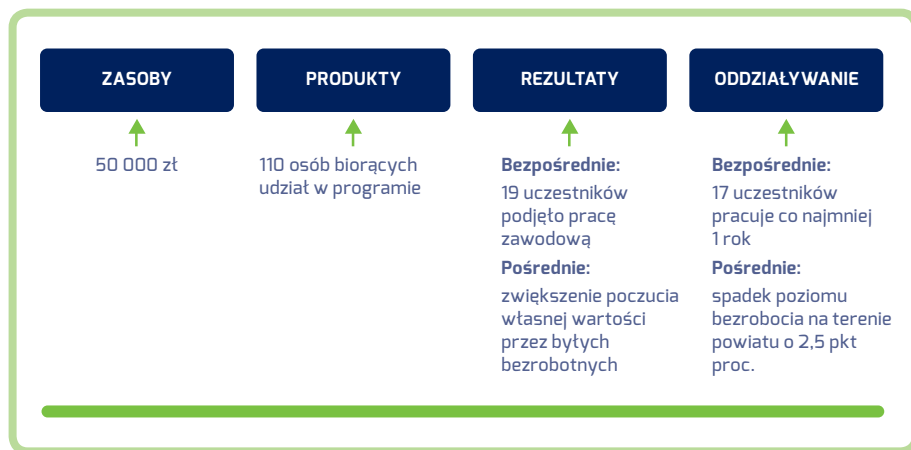 ZASOBY
PRODUKTY
REZULTATY
ODDZIAŁYWANIE
50 000 zł
110 osób biorących
udział w programie
Bezpośrednie:
19 uczestników
podjęło pracę
zawodową
Pośrednie:
zwiększenie poczucia
własnej wartości
przez byłych
bezrobotnych
Bezpośrednie:
17 uczestników
pracuje co najmniej
1 rok
Pośrednie:
spadek poziomu
bezrobocia na terenie
powiatu o 2,5 pkt
proc.